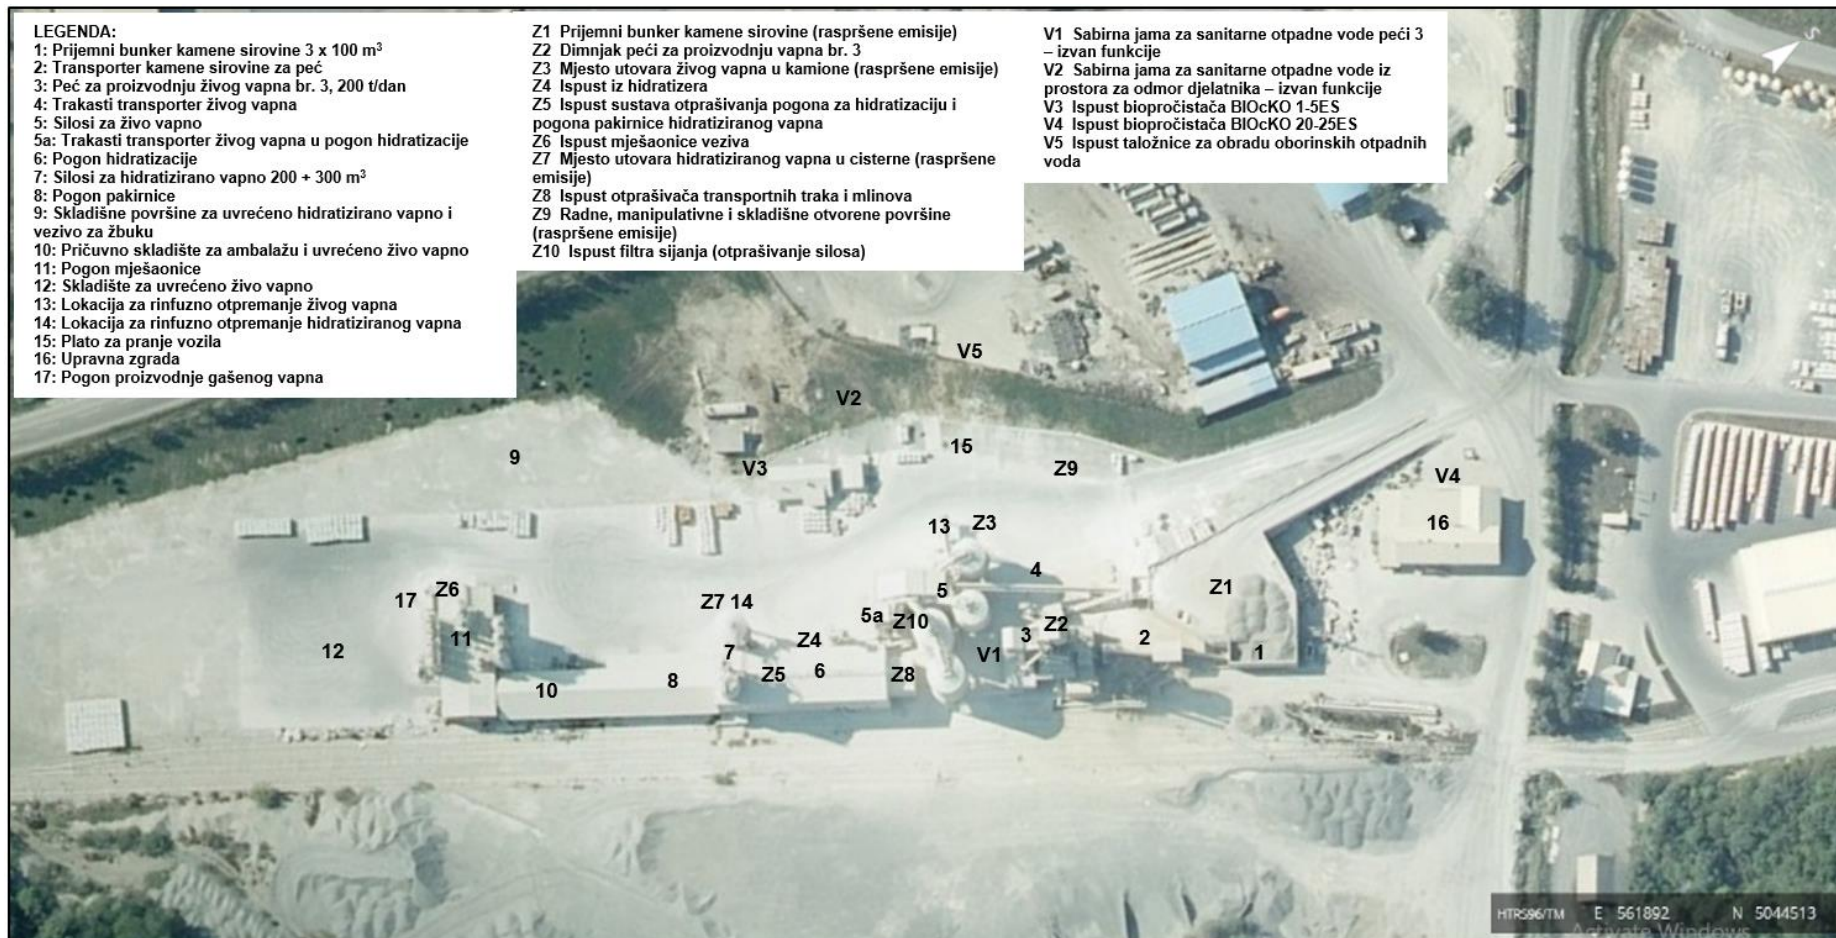 LEGENDA:
1: Prijemni bunker kamene sirovine 3 x 100 m³
2: Transporter kamene sirovine za peć
3: Peć za proizvodnju živog vapna br. 3, 200 t/dan
4: Trakasti transporter živog vapna
5: Silosi za živo vapno
5a: Trakasti transporter živog vapna u pogon hidratizacije
6: Pogon hidratizacije
7: Silosi za hidratizirano vapno 200 + 300 m³
8: Pogon pakirnice
9: Skladišne površine za uvrećeno hidratizirano vapno i
vezivo za žbuku
10: Pričuvno skladište za ambalažu i uvrećeno živo vapno
11: Pogon mješaonice
12: Skladište za uvrećeno živo vapno
13: Lokacija za rinfuzno otpremanje živog vapna
14: Lokacija za rinfuzno otpremanje hidratiziranog vapna
15: Plato za pranje vozila
16: Upravna zgrada
17: Pogon proizvodnje gašenog vapna
Z1 Prijemni bunker kamene sirovine (raspršene emisije)
Z2 Dimnjak peći za proizvodnju vapna br. 3
Z3 Mjesto utovara živog vapna u kamione (raspršene emisije)
Z4 Ispust iz hidratizera
Z5 Ispust sustava otprašivanja pogona za hidratizaciju i
pogona pakirnice hidratiziranog vapna
Z6 Ispust mješaonice veziva
Z7 Mjesto utovara hidratiziranog vapna u cisterne (raspršene
emisije)
Z8 Ispust otprašivača transportnih traka i mlinova
Z9 Radne, manipulativne i skladišne otvorene površine
(raspršene emisije)
Z10 Ispust filtra sijanja (otprašivanje silosa)
V1 Sabirna jama za sanitarne otpadne vode peći 3
– izvan funkcije
V2 Sabirna jama za sanitarne otpadne vode iz
prostora za odmor djelatnika – izvan funkcije
V3 Ispust biopročistača BIOcKO 1-5ES
V4 Ispust biopročistača BIOcKO 20-25ES
V5 Ispust taložnice za obradu oborinskih otpadnih
voda
S
V5
V2
15
9
V3
Z9
V4
16
13
Z3
4
Z6
17
Z7 14
5
Z1
5a
Z10
Z2
3
2
11
12
Z4
7
V1
1
Z5
6
Z8
8
10
HTRS96/TM E 561892 N 5044513
Activate Windows